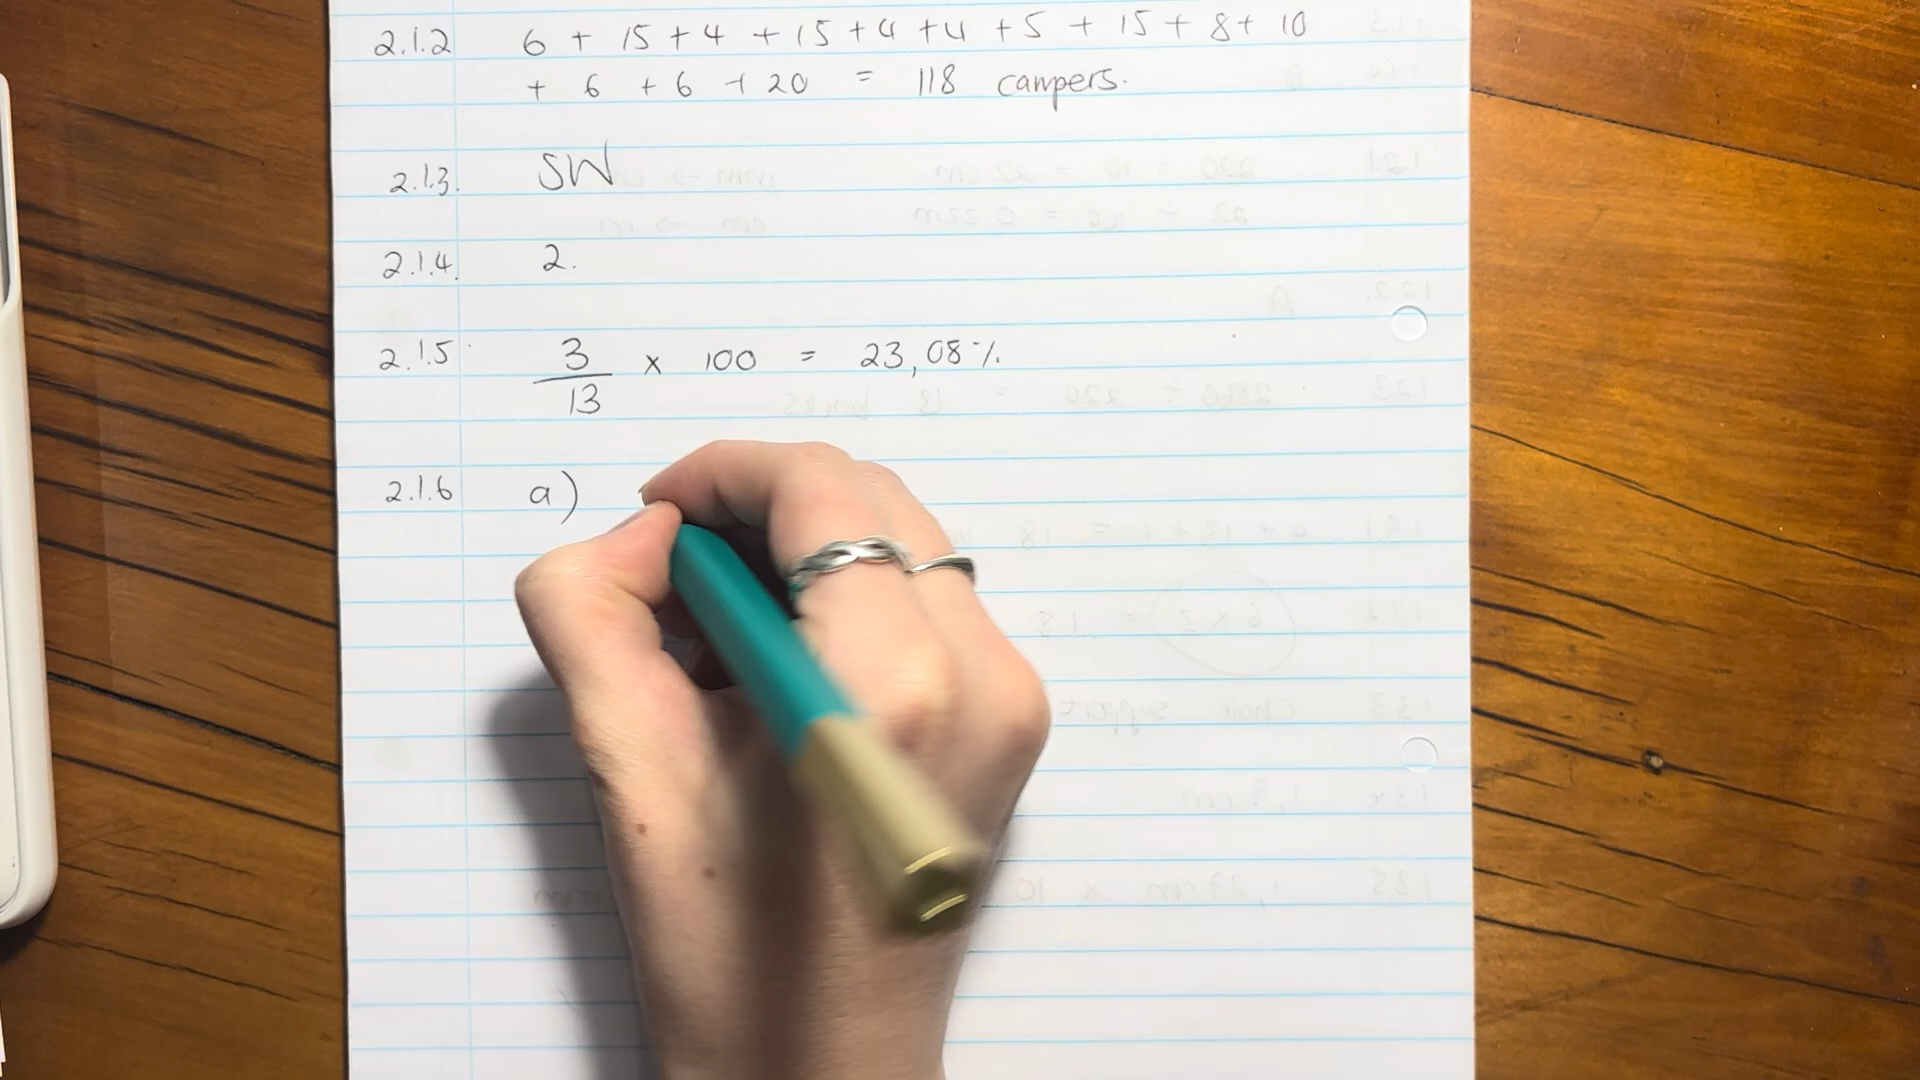 2.1.2 6 + 15 + 4 + 15 + 4 + 4 + 5 + 15 + 8 + 10
+ 6 + 6 + 20 = 118 campers.
2.1.3. SW
2.1.4. 2.
2.1.5 3/13 x 100 = 23,08%
2.1.6 a)